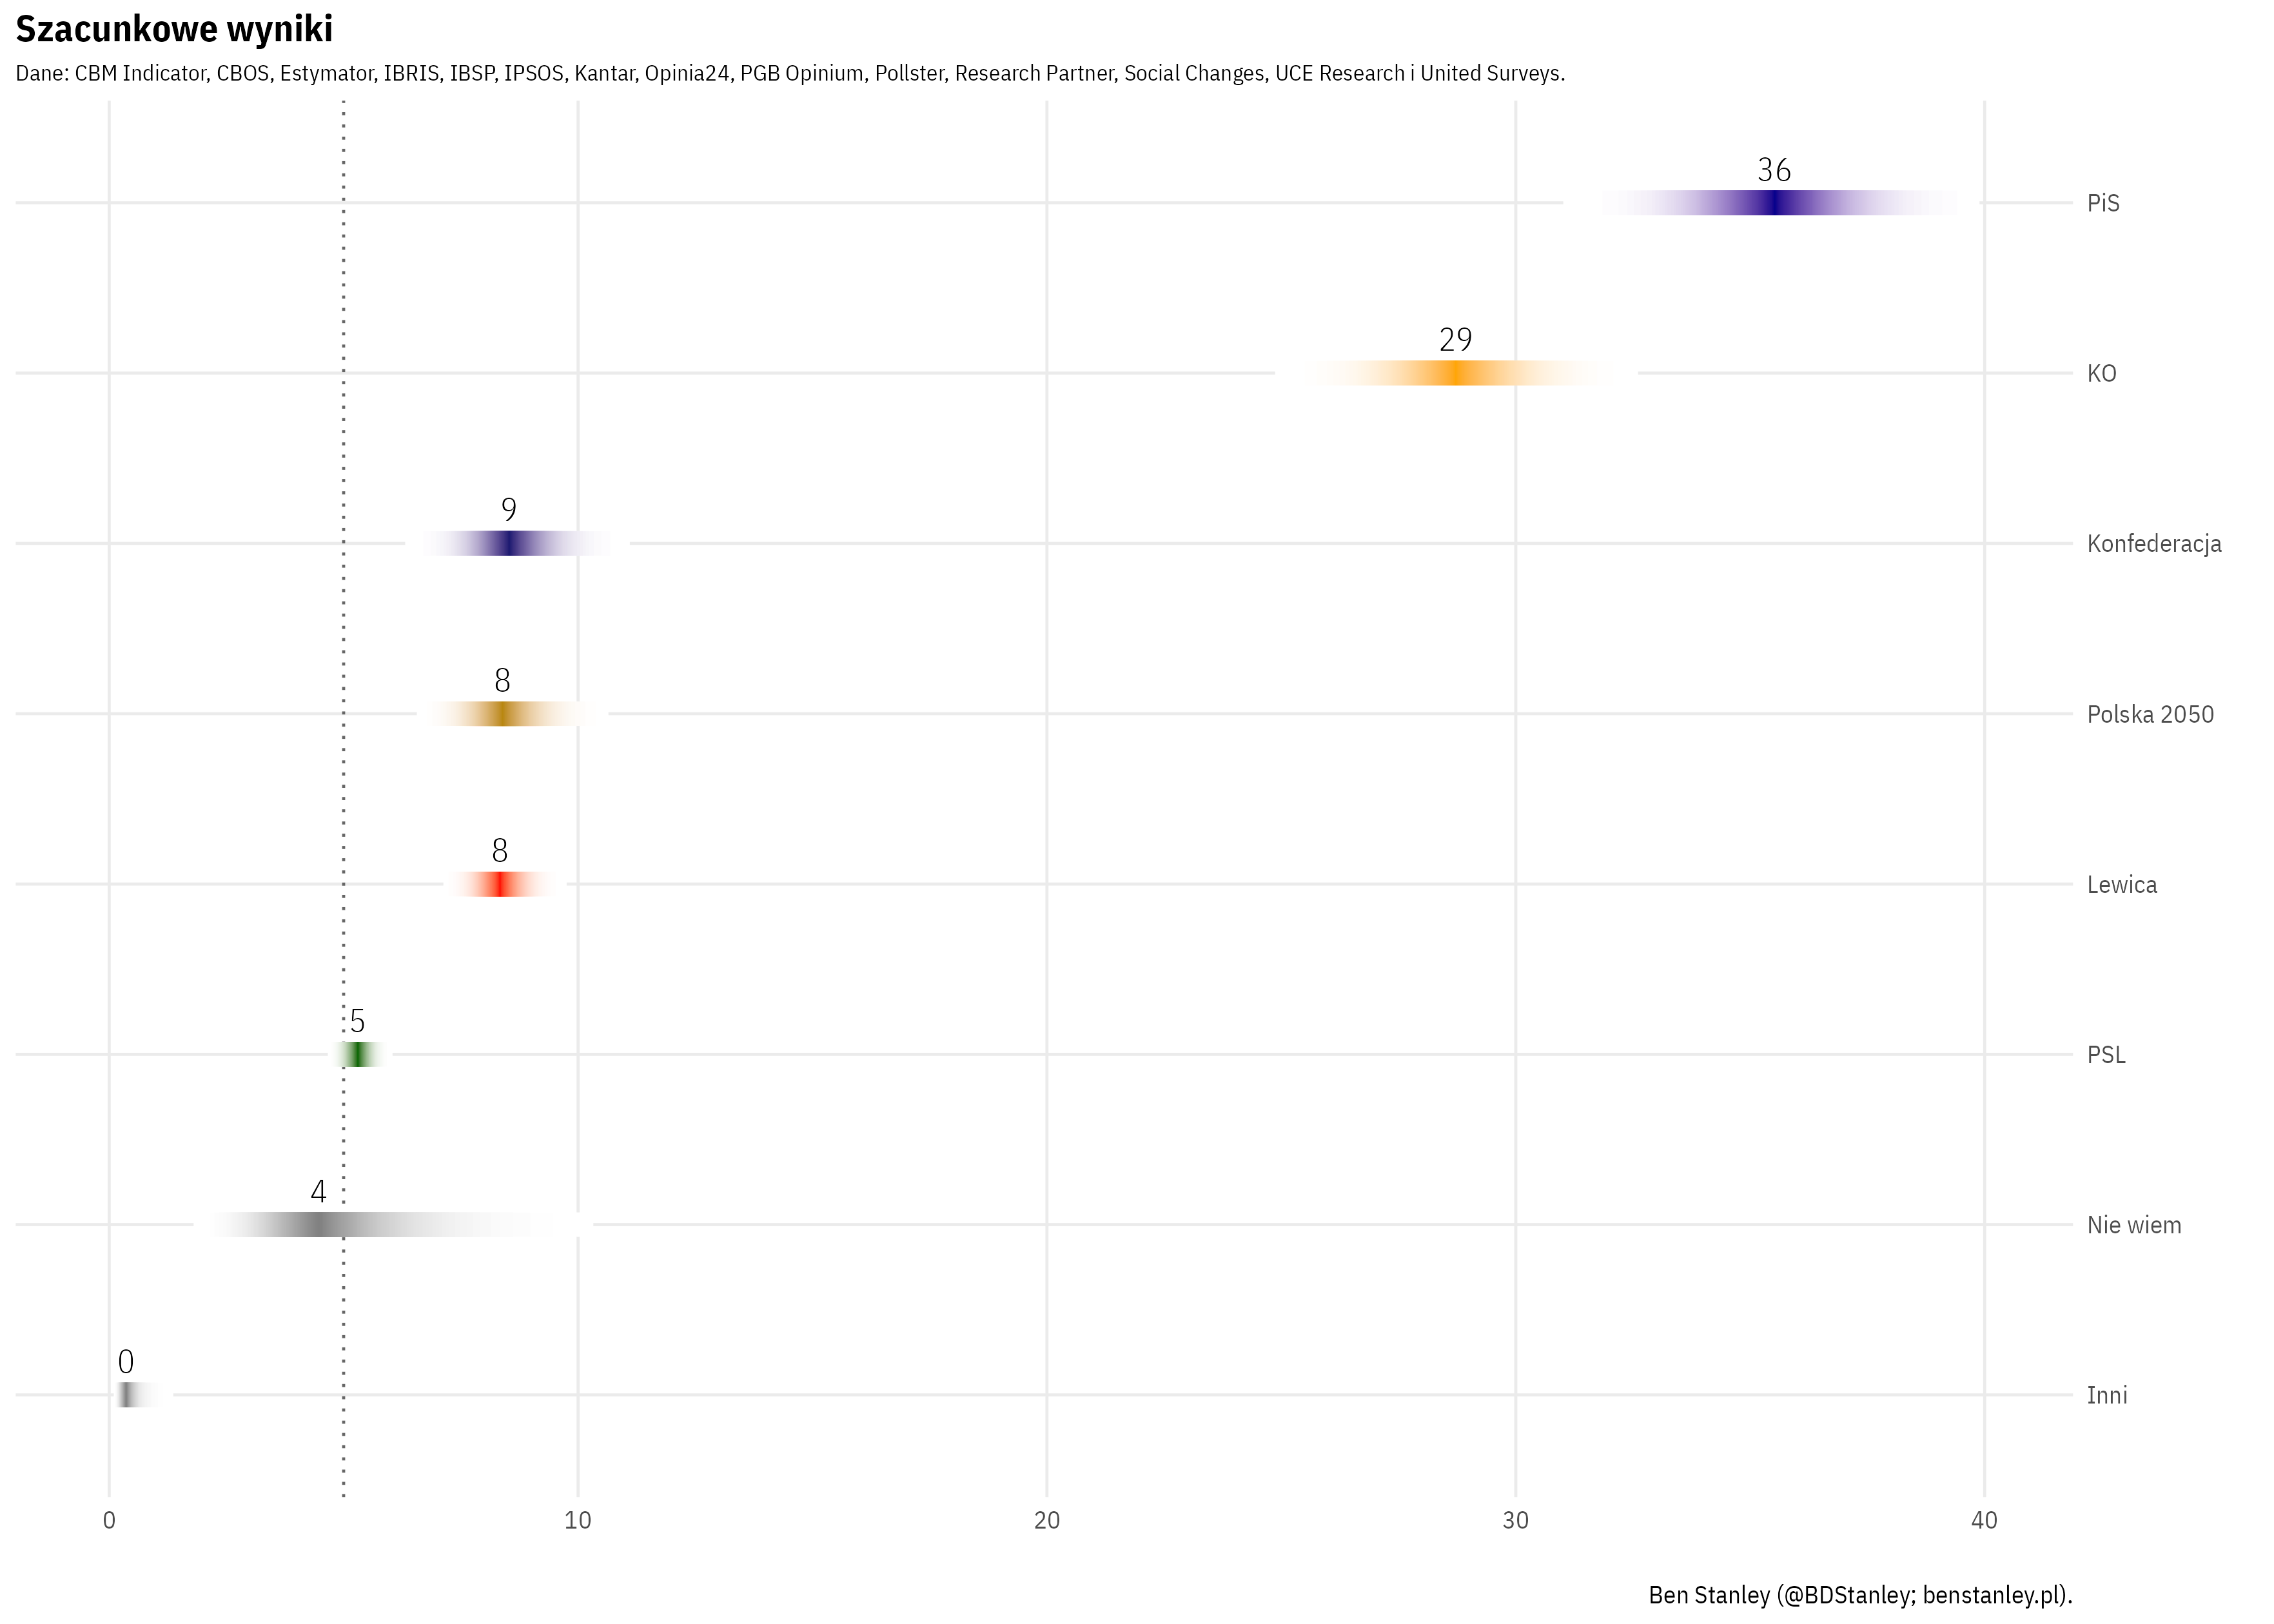 Szacunkowe wyniki
Dane: CBM Indicator, CBOS, Estymator, IBRIS, IBSP, IPSOS, Kantar, Opinia24, PGB Opinium, Pollster, Research Partner, Social Changes, UCE Research i United Surveys.
36
PiS
29
KO
9
Konfederacja
8
Polska 2050
8
Lewica
5
PSL
4
Nie wiem
0
Inni
0 10 20 30 40
Ben Stanley (@BDStanley; benstanley.pl).